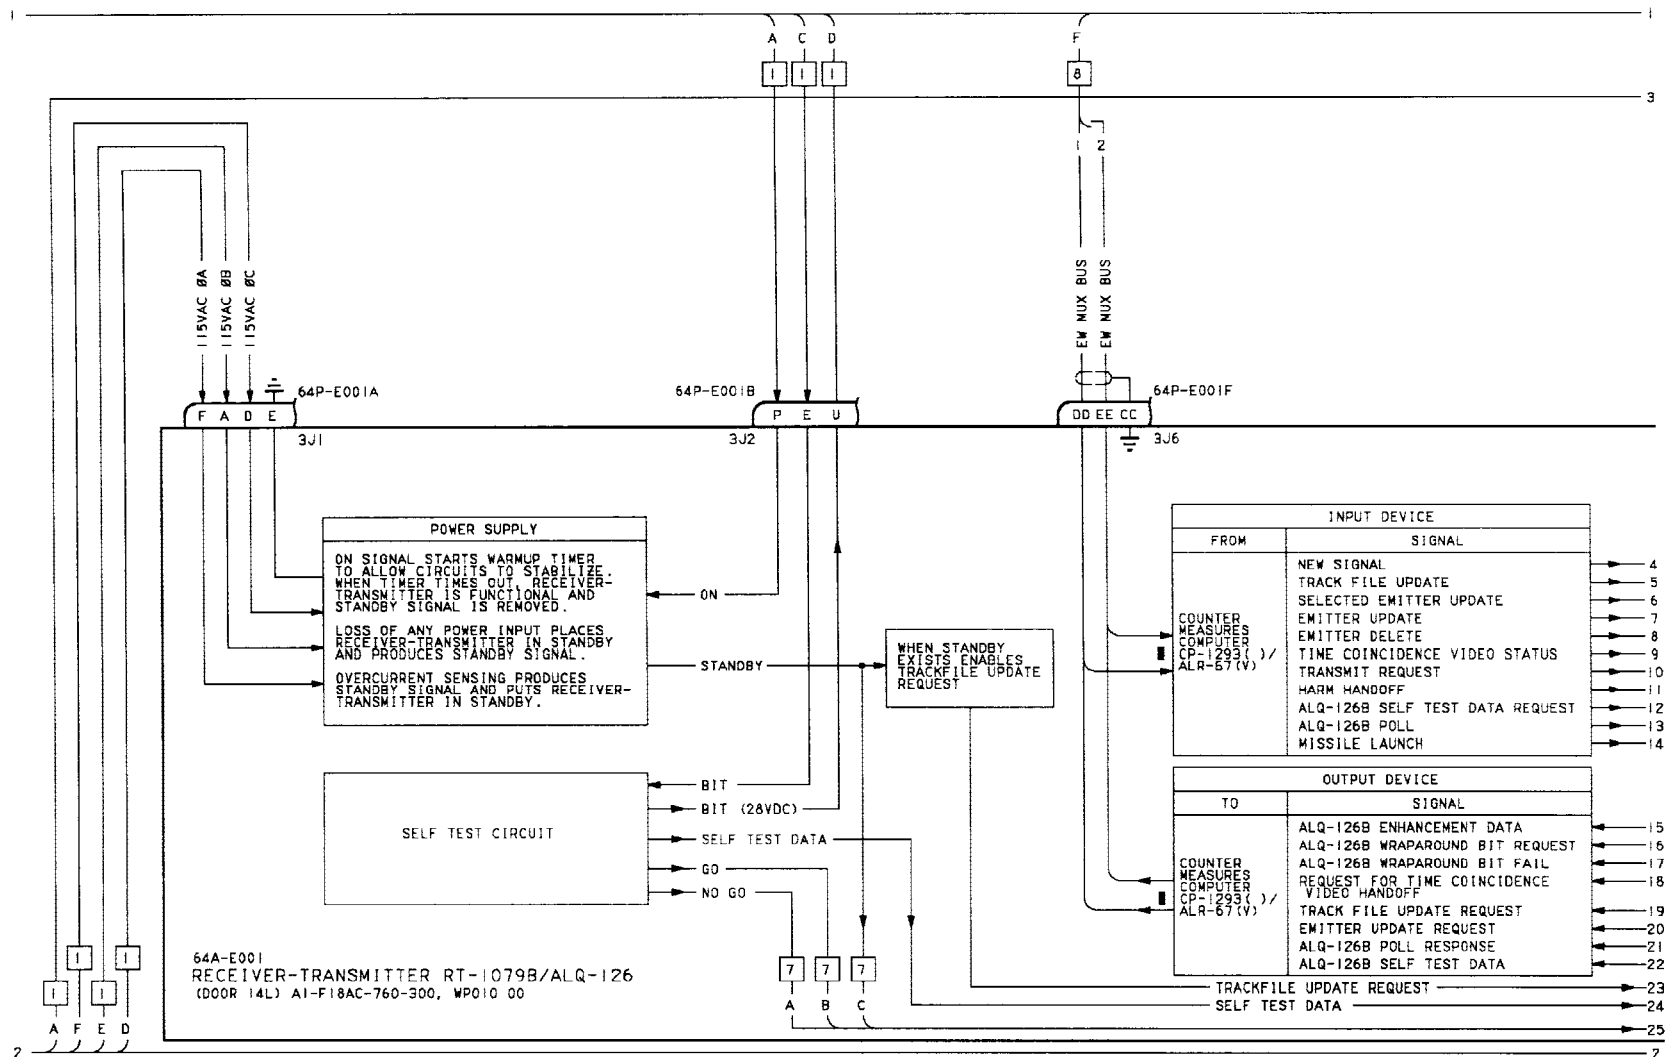 1
1
A C D
F
1 1 1
8
3
1 2
115VAC ØA
115VAC ØB
115VAC ØC
EW MUX BUS
EW MUX BUS
64P-E001A
64P-E001B
64P-E001F
F A D E
P E U
DD EE CC
3J1
3J2
3J6
POWER SUPPLY
ON SIGNAL STARTS WARMUP TIMER
TO ALLOW CIRCUITS TO STABILIZE.
WHEN TIMER TIMES OUT, RECEIVER-
TRANSMITTER IS FUNCTIONAL AND
STANDBY SIGNAL IS REMOVED.
LOSS OF ANY POWER INPUT PLACES
RECEIVER-TRANSMITTER IN STANDBY
AND PRODUCES STANDBY SIGNAL.
OVERCURRENT SENSING PRODUCES
STANDBY SIGNAL AND PUTS RECEIVER-
TRANSMITTER IN STANDBY.
ON
STANDBY
WHEN STANDBY
EXISTS ENABLES
TRACKFILE UPDATE
REQUEST
INPUT DEVICE
FROM SIGNAL
COUNTER
MEASURES
COMPUTER
CP-1293( )/
ALR-67(V)
NEW SIGNAL 4
TRACK FILE UPDATE 5
SELECTED EMITTER UPDATE 6
EMITTER UPDATE 7
EMITTER DELETE 8
TIME COINCIDENCE VIDEO STATUS 9
TRANSMIT REQUEST 10
HARM HANDOFF 11
ALQ-126B SELF TEST DATA REQUEST 12
ALQ-126B POLL 13
MISSILE LAUNCH 14
SELF TEST CIRCUIT
BIT
BIT (28VDC)
SELF TEST DATA
GO
NO GO
OUTPUT DEVICE
TO SIGNAL
COUNTER
MEASURES
COMPUTER
CP-1293( )/
ALR-67(V)
ALQ-126B ENHANCEMENT DATA 15
ALQ-126B WRAPAROUND BIT REQUEST 16
ALQ-126B WRAPAROUND BIT FAIL 17
REQUEST FOR TIME COINCIDENCE 18
VIDEO HANDOFF
TRACK FILE UPDATE REQUEST 19
EMITTER UPDATE REQUEST 20
ALQ-126B POLL RESPONSE 21
ALQ-126B SELF TEST DATA 22
TRACKFILE UPDATE REQUEST 23
SELF TEST DATA 24
25
64A-E001
RECEIVER-TRANSMITTER RT-1079B/ALQ-126
(DOOR 14L) A1-F18AC-760-300, WP010 00
7 7 7
A B C
1 1 1 1
A F E D
2
2